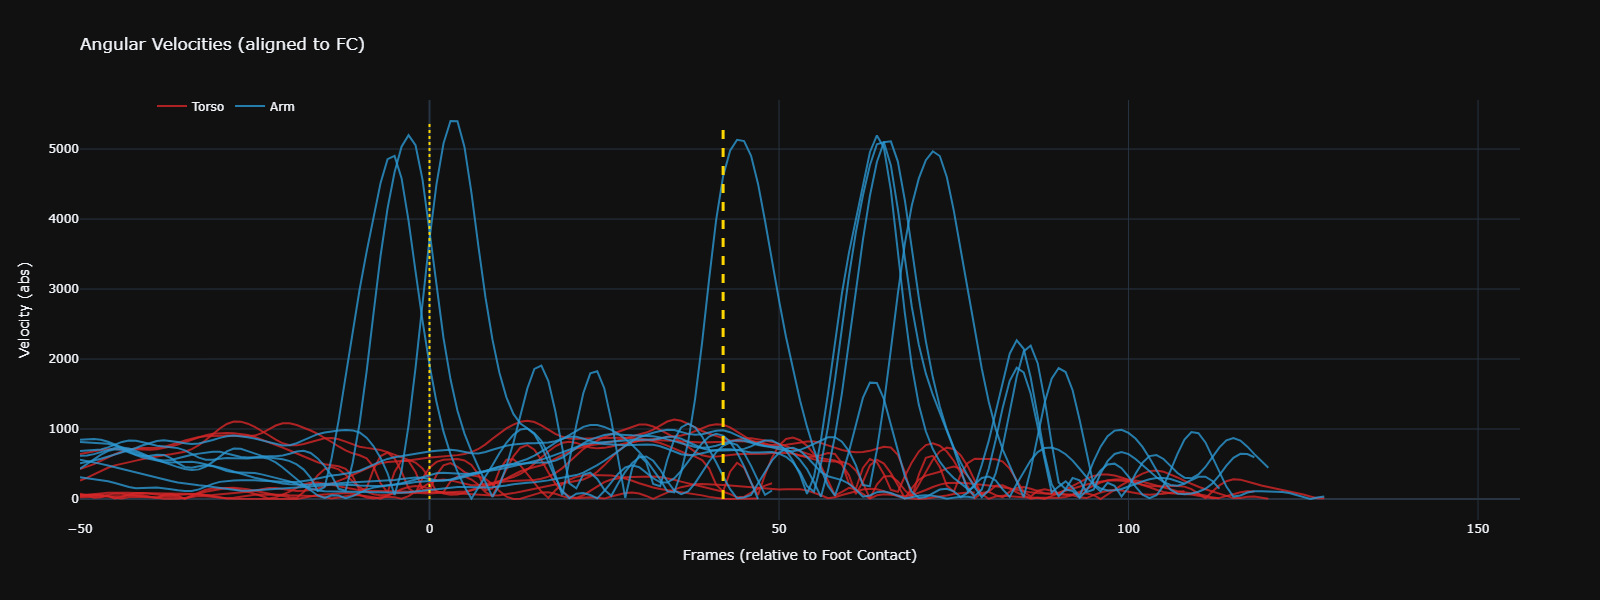 Angular Velocities (aligned to FC)
Torso
Arm
5000
4000
3000
2000
1000
0
Velocity (abs)
−50
0
50
100
150
Frames (relative to Foot Contact)